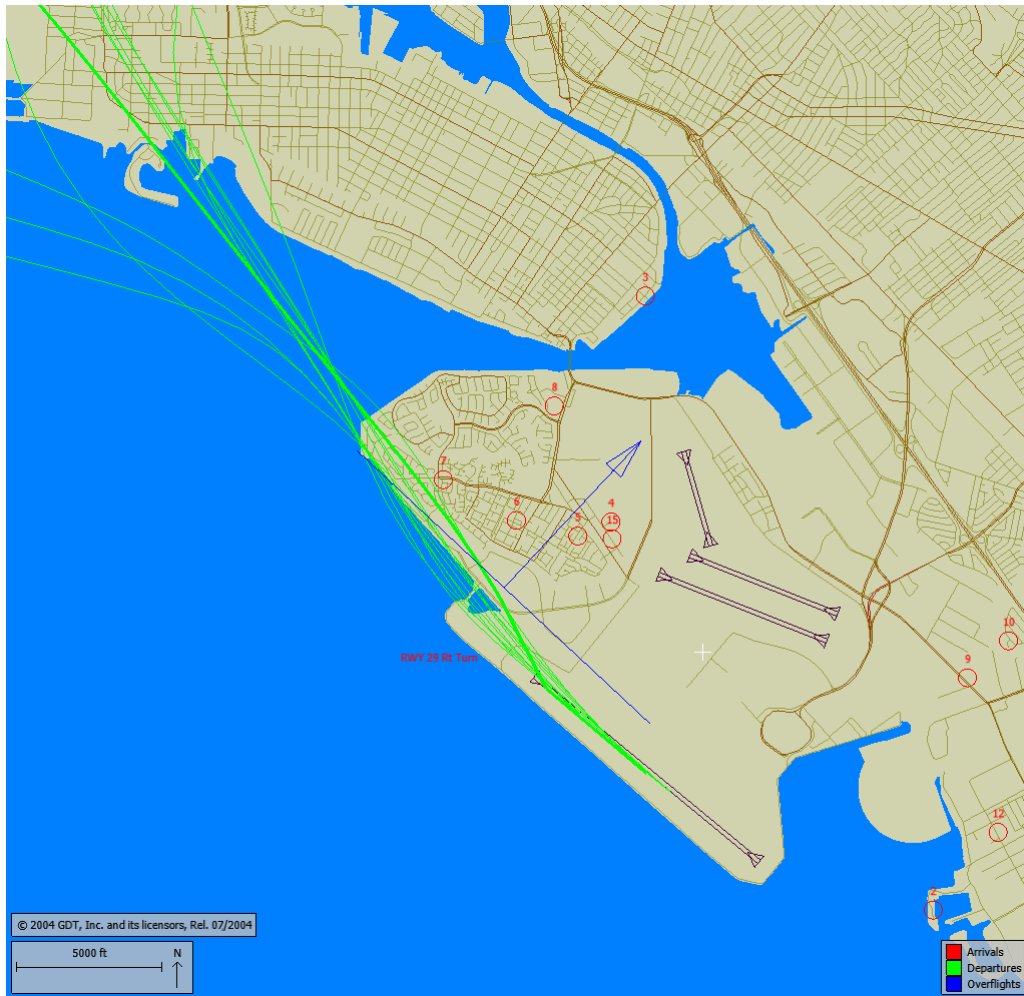 3
8
7
6
5
4
15
10
RWY 29 Rt Turn
9
12
2
© 2004 GDT, Inc. and its licensors, Rel. 07/2004
5000 ft
N
Arrivals
Departures
Overflights